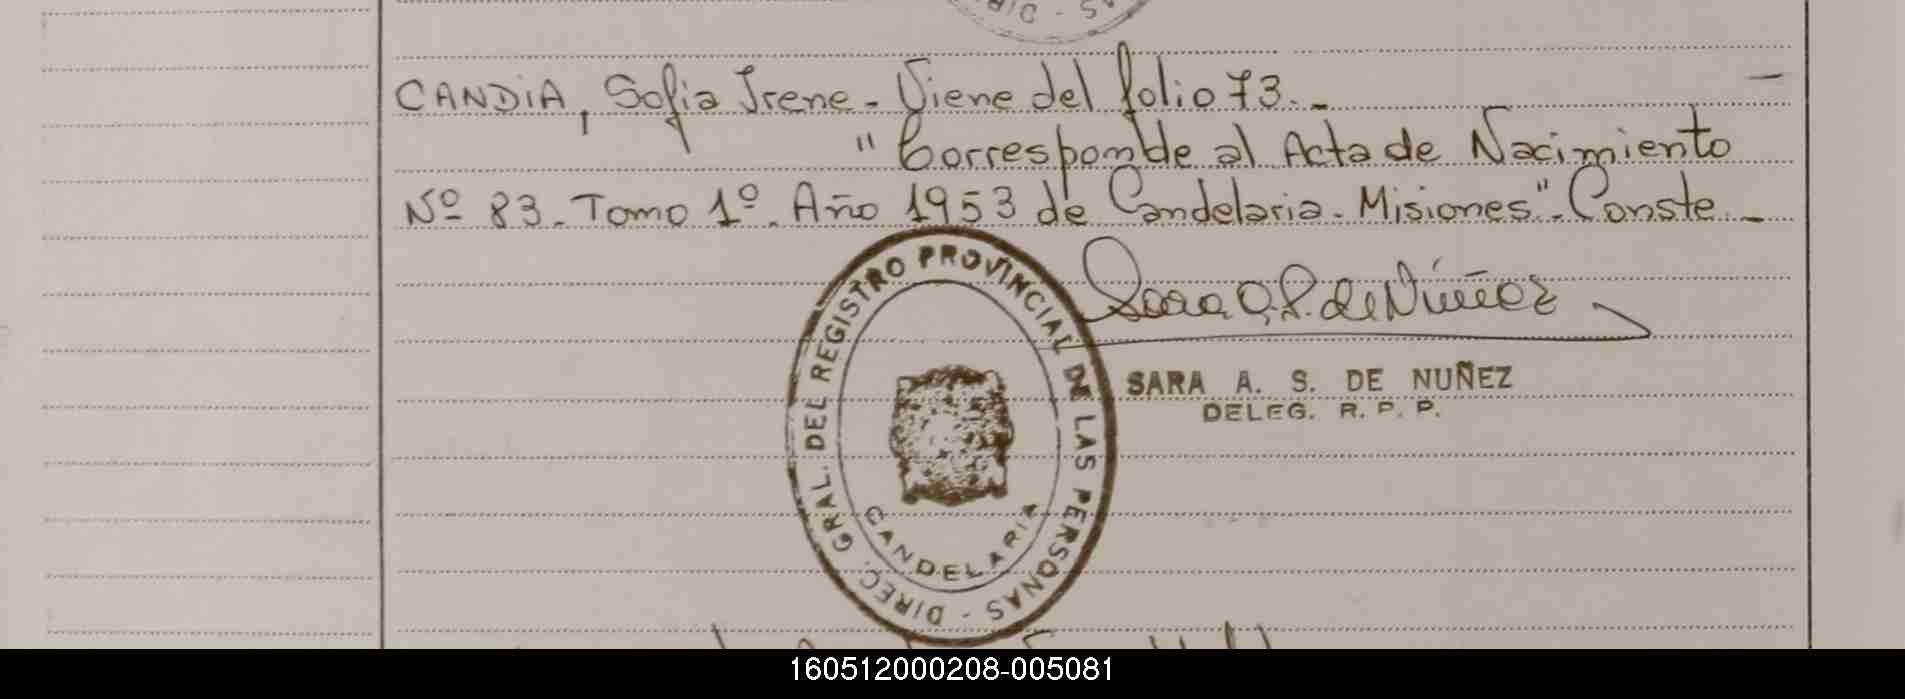 CANDIA, Sofia Irene. Viene del folio 73. _
" Corresponde al Acta de Nacimiento
Nº 83. Tomo 1º. Año 1953 de Candelaria. Misiones". Conste _
DIREC. GRAL. DEL REGISTRO PROVINCIAL DE LAS PERSONAS -
CANDELARIA
SARA A. S. DE NUÑEZ
DELEG. R. P. P.
160512000208-005081